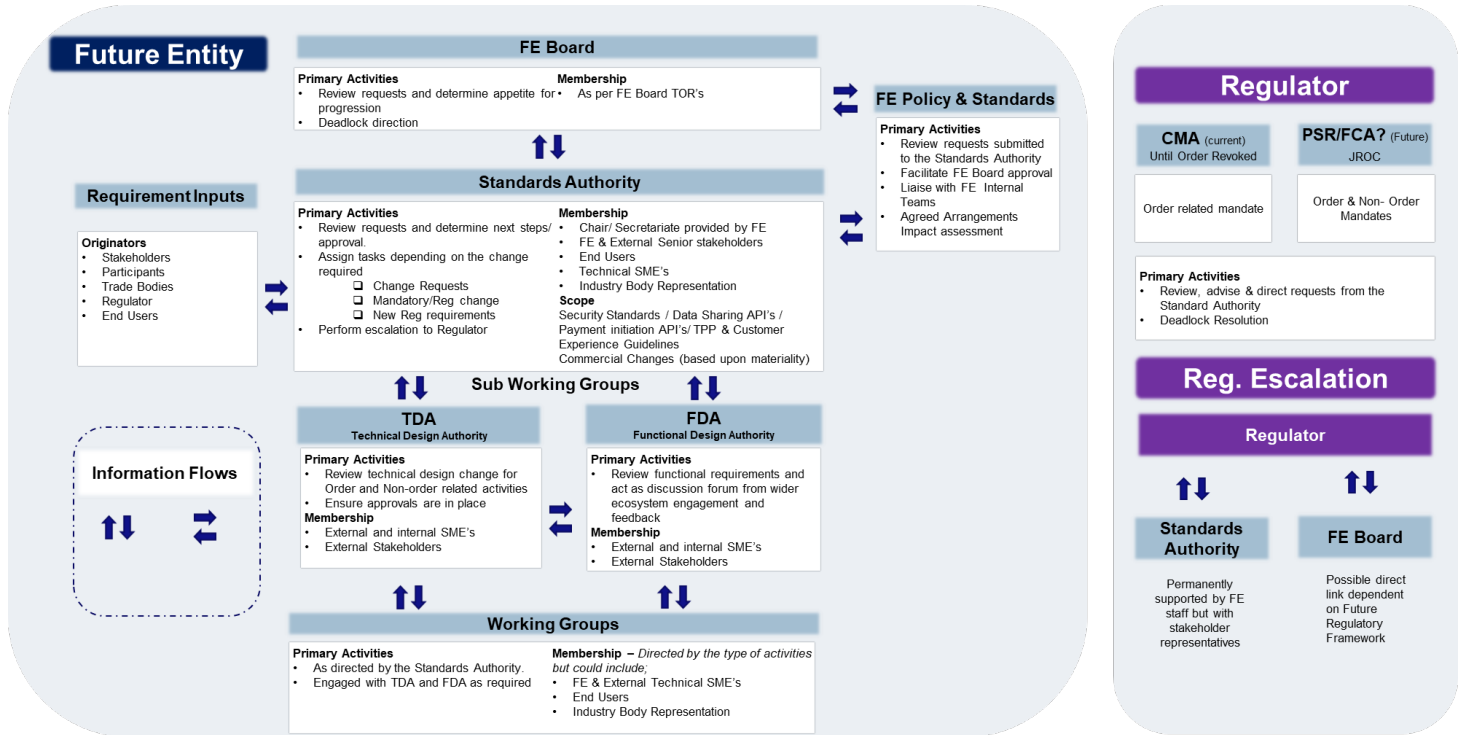 Future Entity
FE Board
Primary Activities
• Review requests and determine appetite for
progression
• Deadlock direction
Membership
• As per FE Board TOR's
FE Policy & Standards
Primary Activities
• Review requests submitted
to the Standards Authority
• Facilitate FE Board approval
• Liaise with FE Internal
Teams
• Agreed Arrangements
Impact assessment
Requirement Inputs
Originators
• Stakeholders
• Participants
• Trade Bodies
• Regulator
• End Users
Standards Authority
Primary Activities
• Review requests and determine next steps/
approval.
• Assign tasks depending on the change
required
❑ Change Requests
❑ Mandatory/Reg change
❑ New Reg requirements
• Perform escalation to Regulator
Membership
• Chair/ Secretariate provided by FE
• FE & External Senior stakeholders
• End Users
• Technical SME's
• Industry Body Representation
Scope
Security Standards / Data Sharing API's /
Payment initiation API's/ TPP & Customer
Experience Guidelines
Commercial Changes (based upon materiality)
Sub Working Groups
TDA
Technical Design Authority
Primary Activities
• Review technical design change for
Order and Non-order related activities
• Ensure approvals are in place
Membership
• External and internal SME's
• External Stakeholders
FDA
Functional Design Authority
Primary Activities
• Review functional requirements and
act as discussion forum from wider
ecosystem engagement and
feedback
Membership
• External and internal SME's
• External Stakeholders
Information Flows
Working Groups
Primary Activities
• As directed by the Standards Authority.
• Engaged with TDA and FDA as required
Membership – Directed by the type of activities
but could include;
• FE & External Technical SME's
• End Users
• Industry Body Representation
Regulator
CMA (current)
Until Order Revoked
Order related mandate
PSR/FCA? (Future)
JROC
Order & Non- Order
Mandates
Primary Activities
• Review, advise & direct requests from the
Standard Authority
• Deadlock Resolution
Reg. Escalation
Regulator
Standards
Authority
Permanently
supported by FE
staff but with
stakeholder
representatives
FE Board
Possible direct
link dependent
on Future
Regulatory
Framework